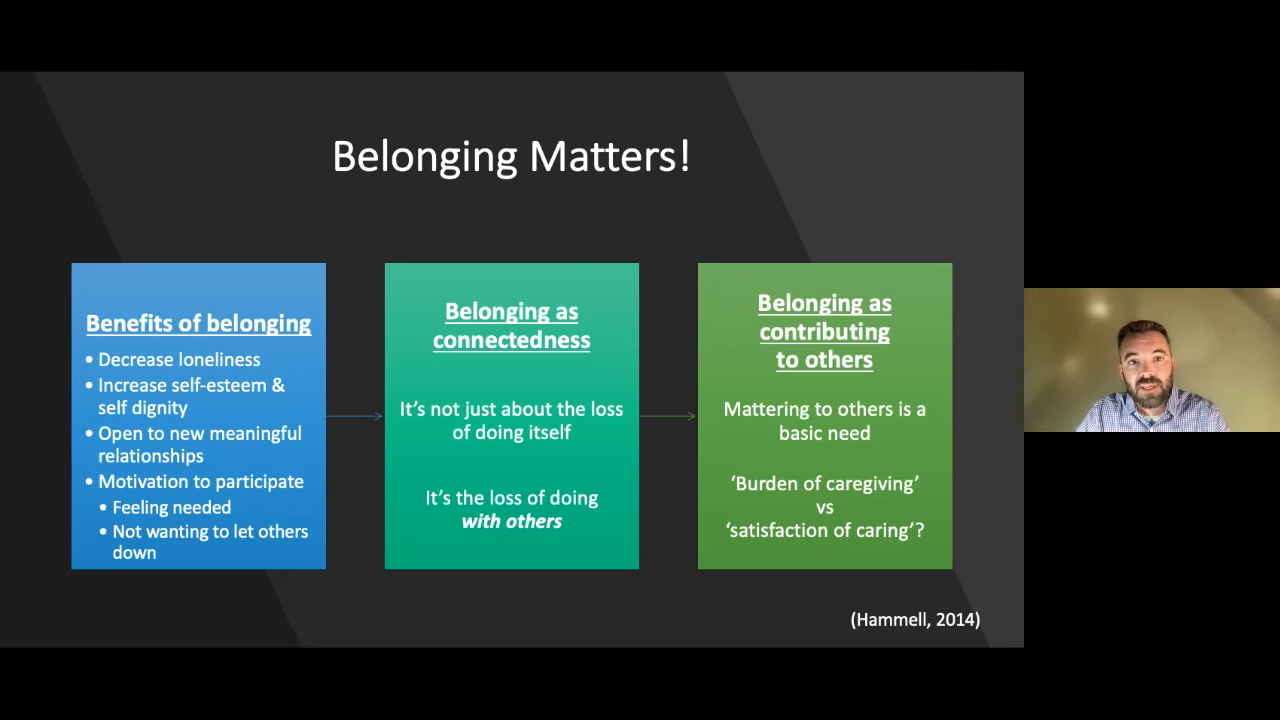 Belonging Matters!
Benefits of belonging
• Decrease loneliness
• Increase self-esteem &
self dignity
• Open to new meaningful
relationships
• Motivation to participate
• Feeling needed
• Not wanting to let others
down
Belonging as
connectedness
It's not just about the loss
of doing itself
It's the loss of doing
with others
Belonging as
contributing
to others
Mattering to others is a
basic need
‘Burden of caregiving’
vs
‘satisfaction of caring’?
(Hammell, 2014)